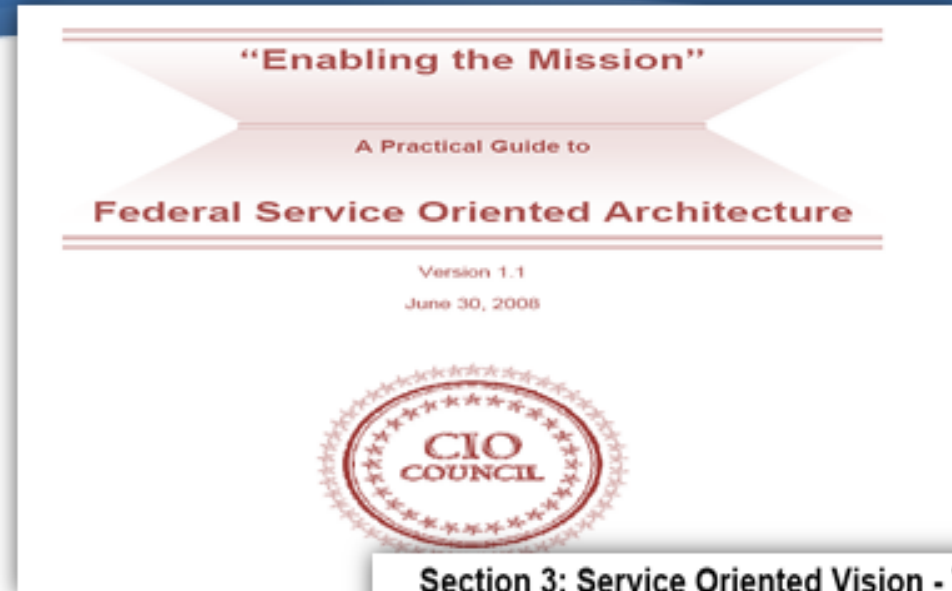 “Enabling the Mission”
A Practical Guide to
Federal Service Oriented Architecture
Version 1.1
June 30, 2008
CIO
COUNCIL
Section 3: Service Oriented Vision -